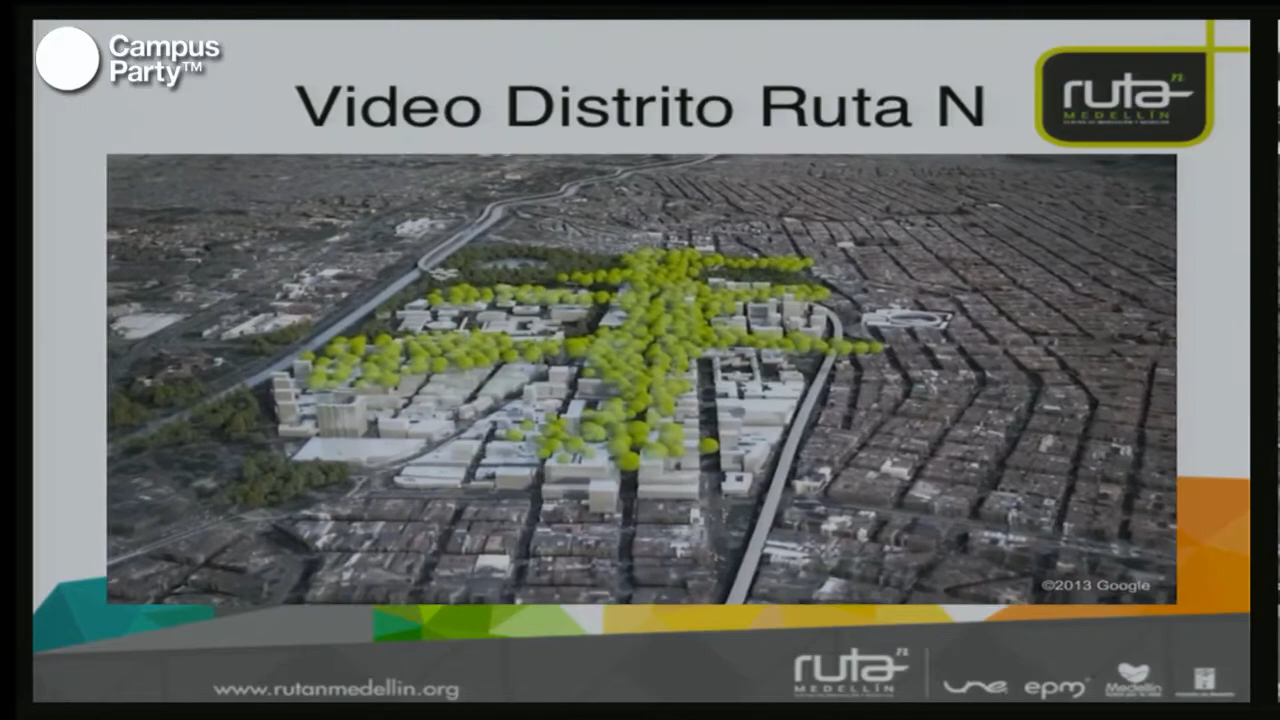 Campus
Party™
Video Distrito Ruta N
ruta n
MEDELLÍN
©2013 Google
www.rutanmedellin.org
ruta n
MEDELLÍN
une
epm®
Medellín